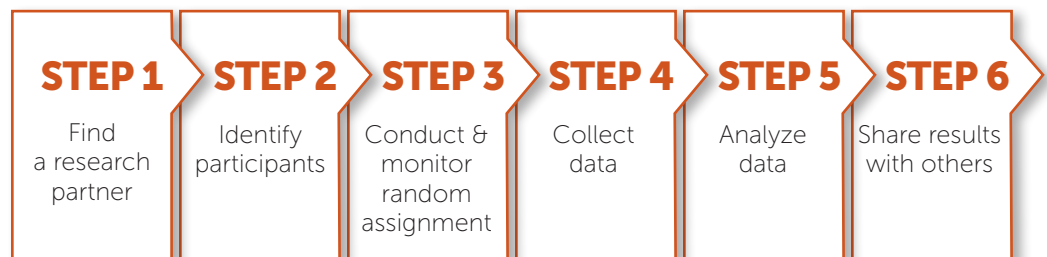 STEP 1
Find
a research
partner
STEP 2
Identify
participants
STEP 3
Conduct &
monitor
random
assignment
STEP 4
Collect
data
STEP 5
Analyze
data
STEP 6
Share results
with others